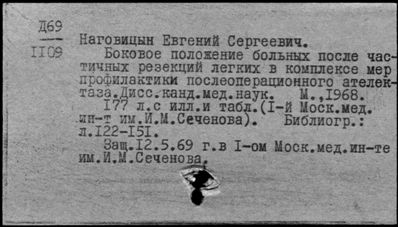 Д69
II09
Наговицын Евгений Сергеевич.
Боковое положение больных после час-
тичных резекций легких в комплексе мер
профилактики послеоперационного ателек-
таза.Дисс.канд.мед.наук. М.,1968.
177 л.с илл.и табл.(I-й Моск.мед.
ин-т им.И.М.Сеченова). Библиогр.:
л.122-151.
Защ.12.5.69 г.в I-ом Моск.мед.ин-те
им.И.М.Сеченова.